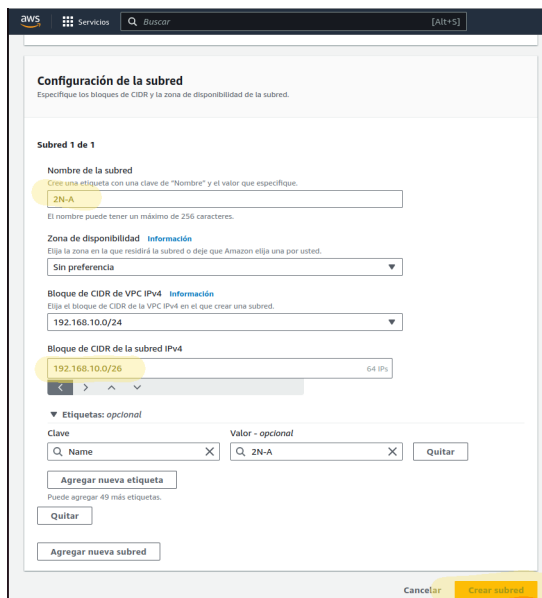 aws
Servicios
Buscar
[Alt+S]
Configuración de la subred
Especifique los bloques de CIDR y la zona de disponibilidad de la subred.
Subred 1 de 1
Nombre de la subred
Cree una etiqueta con una clave de "Nombre" y el valor que especifique.
2N-A
El nombre puede tener un máximo de 256 caracteres.
Zona de disponibilidad Información
Elija la zona en la que residirá la subred o deje que Amazon elija una por usted.
Sin preferencia
Bloque de CIDR de VPC IPv4 Información
Elija el bloque de CIDR de la VPC IPv4 en el que crear una subred.
192.168.10.0/24
Bloque de CIDR de la subred IPv4
192.168.10.0/26 64 IPs
Etiquetas: opcional
Clave Valor - opcional
Name 2N-A Quitar
Agregar nueva etiqueta
Puede agregar 49 más etiquetas.
Quitar
Agregar nueva subred
Cancelar Crear subred